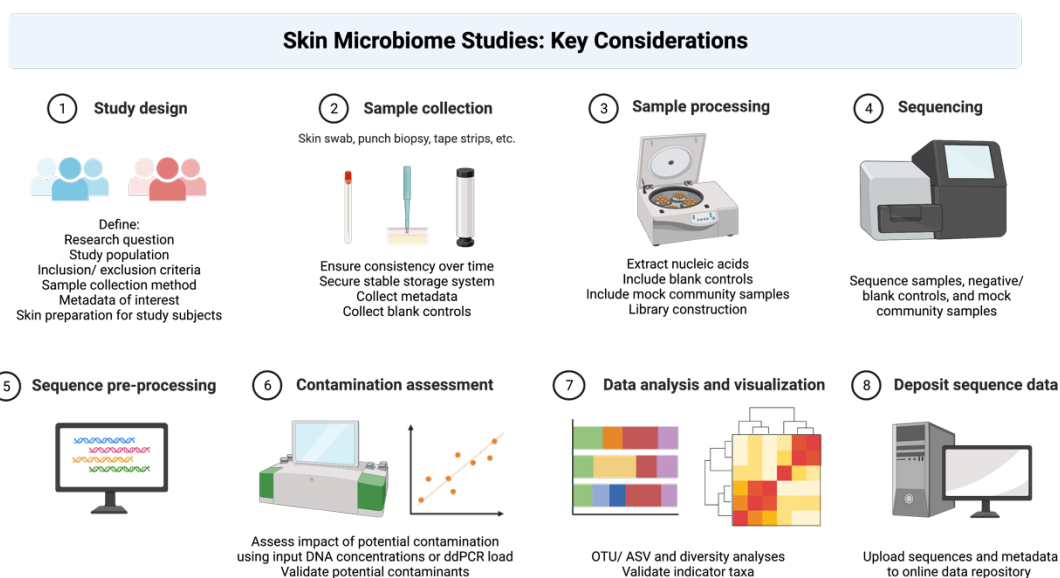 Skin Microbiome Studies: Key Considerations
1 Study design
Define:
Research question
Study population
Inclusion/ exclusion criteria
Sample collection method
Metadata of interest
Skin preparation for study subjects
2 Sample collection
Skin swab, punch biopsy, tape strips, etc.
Ensure consistency over time
Secure stable storage system
Collect metadata
Collect blank controls
3 Sample processing
Extract nucleic acids
Include blank controls
Include mock community samples
Library construction
4 Sequencing
Sequence samples, negative/
blank controls, and mock
community samples
5 Sequence pre-processing
6 Contamination assessment
Assess impact of potential contamination
using input DNA concentrations or ddPCR load
Validate potential contaminants
7 Data analysis and visualization
OTU/ ASV and diversity analyses
Validate indicator taxa
8 Deposit sequence data
Upload sequences and metadata
to online data repository